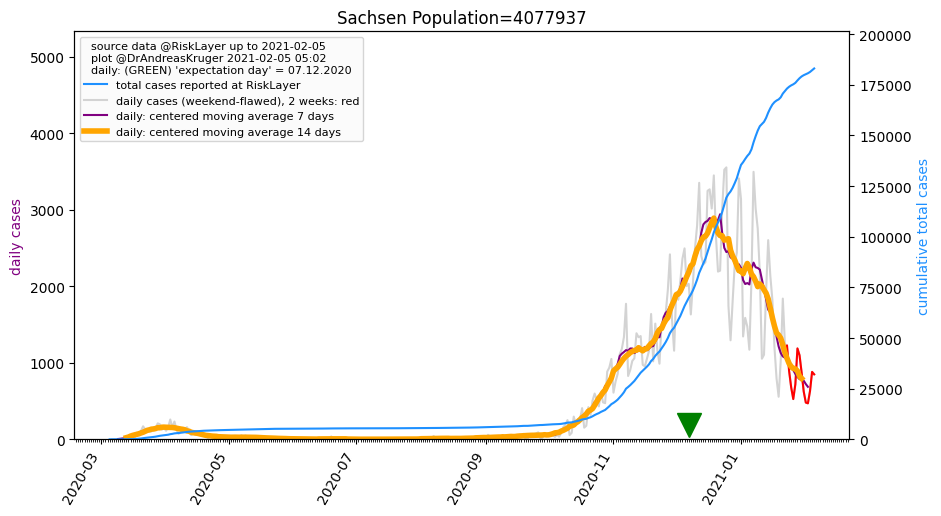 Sachsen Population=4077937
source data @RiskLayer up to 2021-02-05
plot @DrAndreasKruger 2021-02-05 05:02
daily: (GREEN) 'expectation day' = 07.12.2020
total cases reported at RiskLayer
daily cases (weekend-flawed), 2 weeks: red
daily: centered moving average 7 days
daily: centered moving average 14 days
daily cases
5000
4000
3000
2000
1000
0
cumulative total cases
200000
175000
150000
125000
100000
75000
50000
25000
0
2020-03
2020-05
2020-07
2020-09
2020-11
2021-01